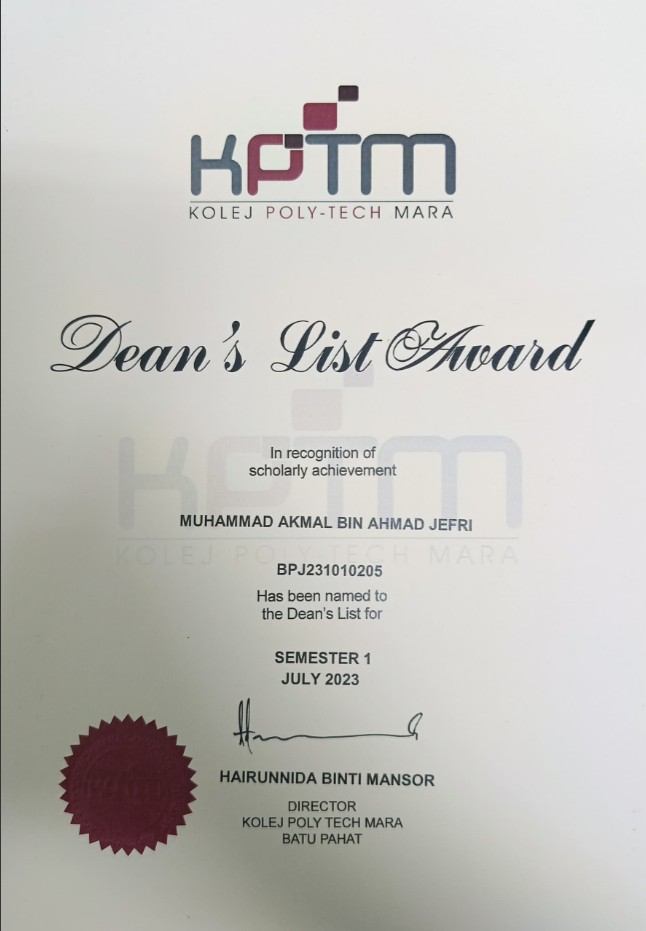 KPTM
KOLEJ POLY-TECH MARA
Dean's List Award
KPTM
In recognition of
scholarly achievement
MUHAMMAD AKMAL BIN AHMAD JEFRI
KOLEJ POLY-TECH MARA
BPJ231010205
Has been named to
the Dean's List for
SEMESTER 1
JULY 2023
HAIRUNNIDA BINTI MANSOR
DIRECTOR
KOLEJ POLY TECH MARA
BATU PAHAT